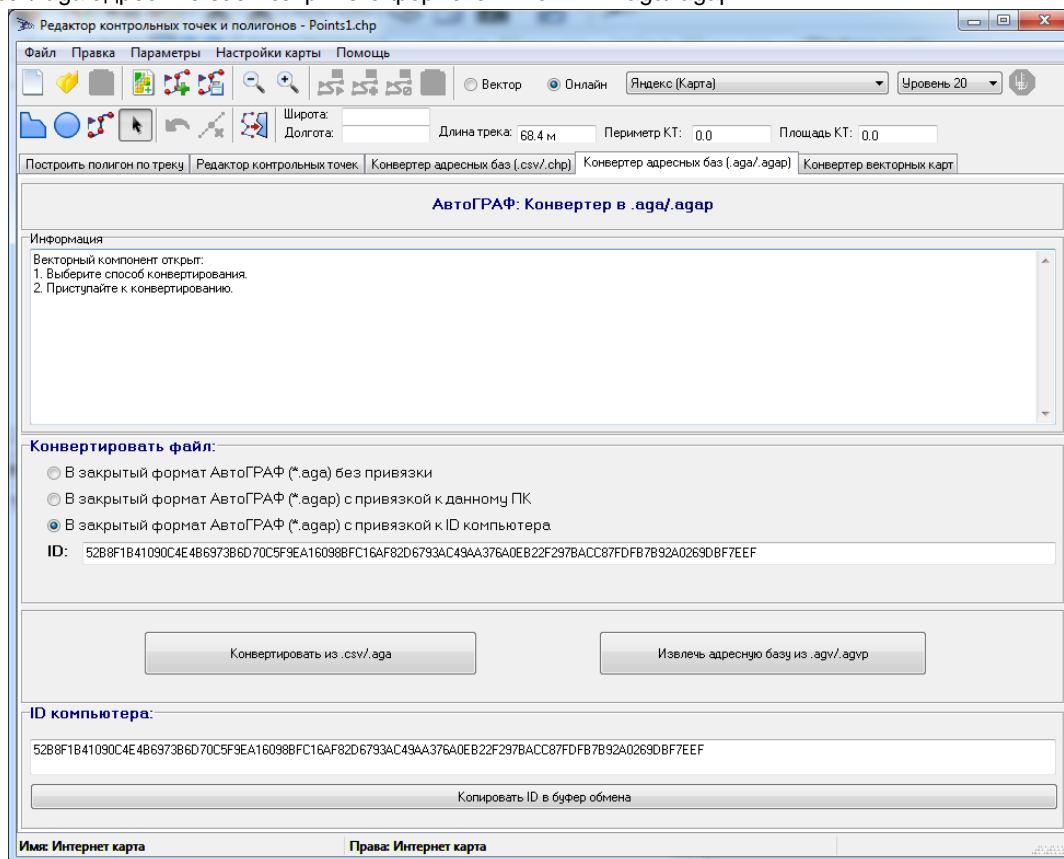 Редактор контрольных точек и полигонов - Points1.chp
Файл Правка Параметры Настройки карты Помощь
Вектор Онлайн Яндекс (Карта) Уровень 20
Широта:
Долгота: Длина трека: 68.4 м Периметр КТ: 0.0 Площадь КТ: 0.0
Построить полигон по треку Редактор контрольных точек Конвертер адресных баз (.csv/.chp) Конвертер адресных баз (.aga/.agap) Конвертер векторных карт
АвтоГРАФ: Конвертер в .aga/.agap
Информация
Векторный компонент открыт:
1. Выберите способ конвертирования.
2. Приступайте к конвертированию.
Конвертировать файл:
В закрытый формат АвтоГРАФ (*.aga) без привязки
В закрытый формат АвтоГРАФ (*.agap) с привязкой к данному ПК
В закрытый формат АвтоГРАФ (*.agap) с привязкой к ID компьютера
ID: 52B8F1B41090C4E4B6973B6D70C5F9EA16098BFC16AF82D6793AC49AA376A0EB22F297BACC87FDFB7B92A0269DBF7EEF
Конвертировать из .csv/.aga Извлечь адресную базу из .agv/.agvp
ID компьютера:
52B8F1B41090C4E4B6973B6D70C5F9EA16098BFC16AF82D6793AC49AA376A0EB22F297BACC87FDFB7B92A0269DBF7EEF
Копировать ID в буфер обмена
Имя: Интернет карта Права: Интернет карта